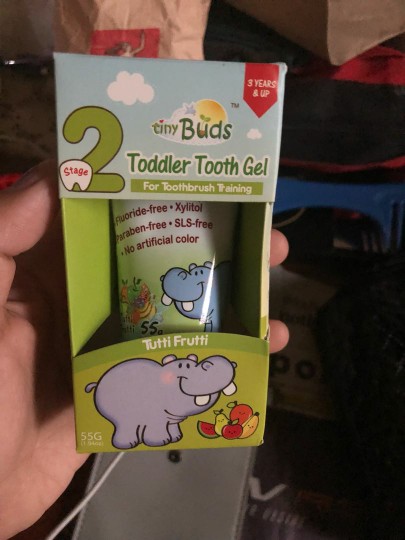 3 YEARS
& UP
tiny Buds
TM
2
Stage
Toddler Tooth Gel
For Toothbrush Training
Fluoride-free • Xylitol
Paraben-free • SLS-free
• No artificial color
55g
Tutti Frutti
55G